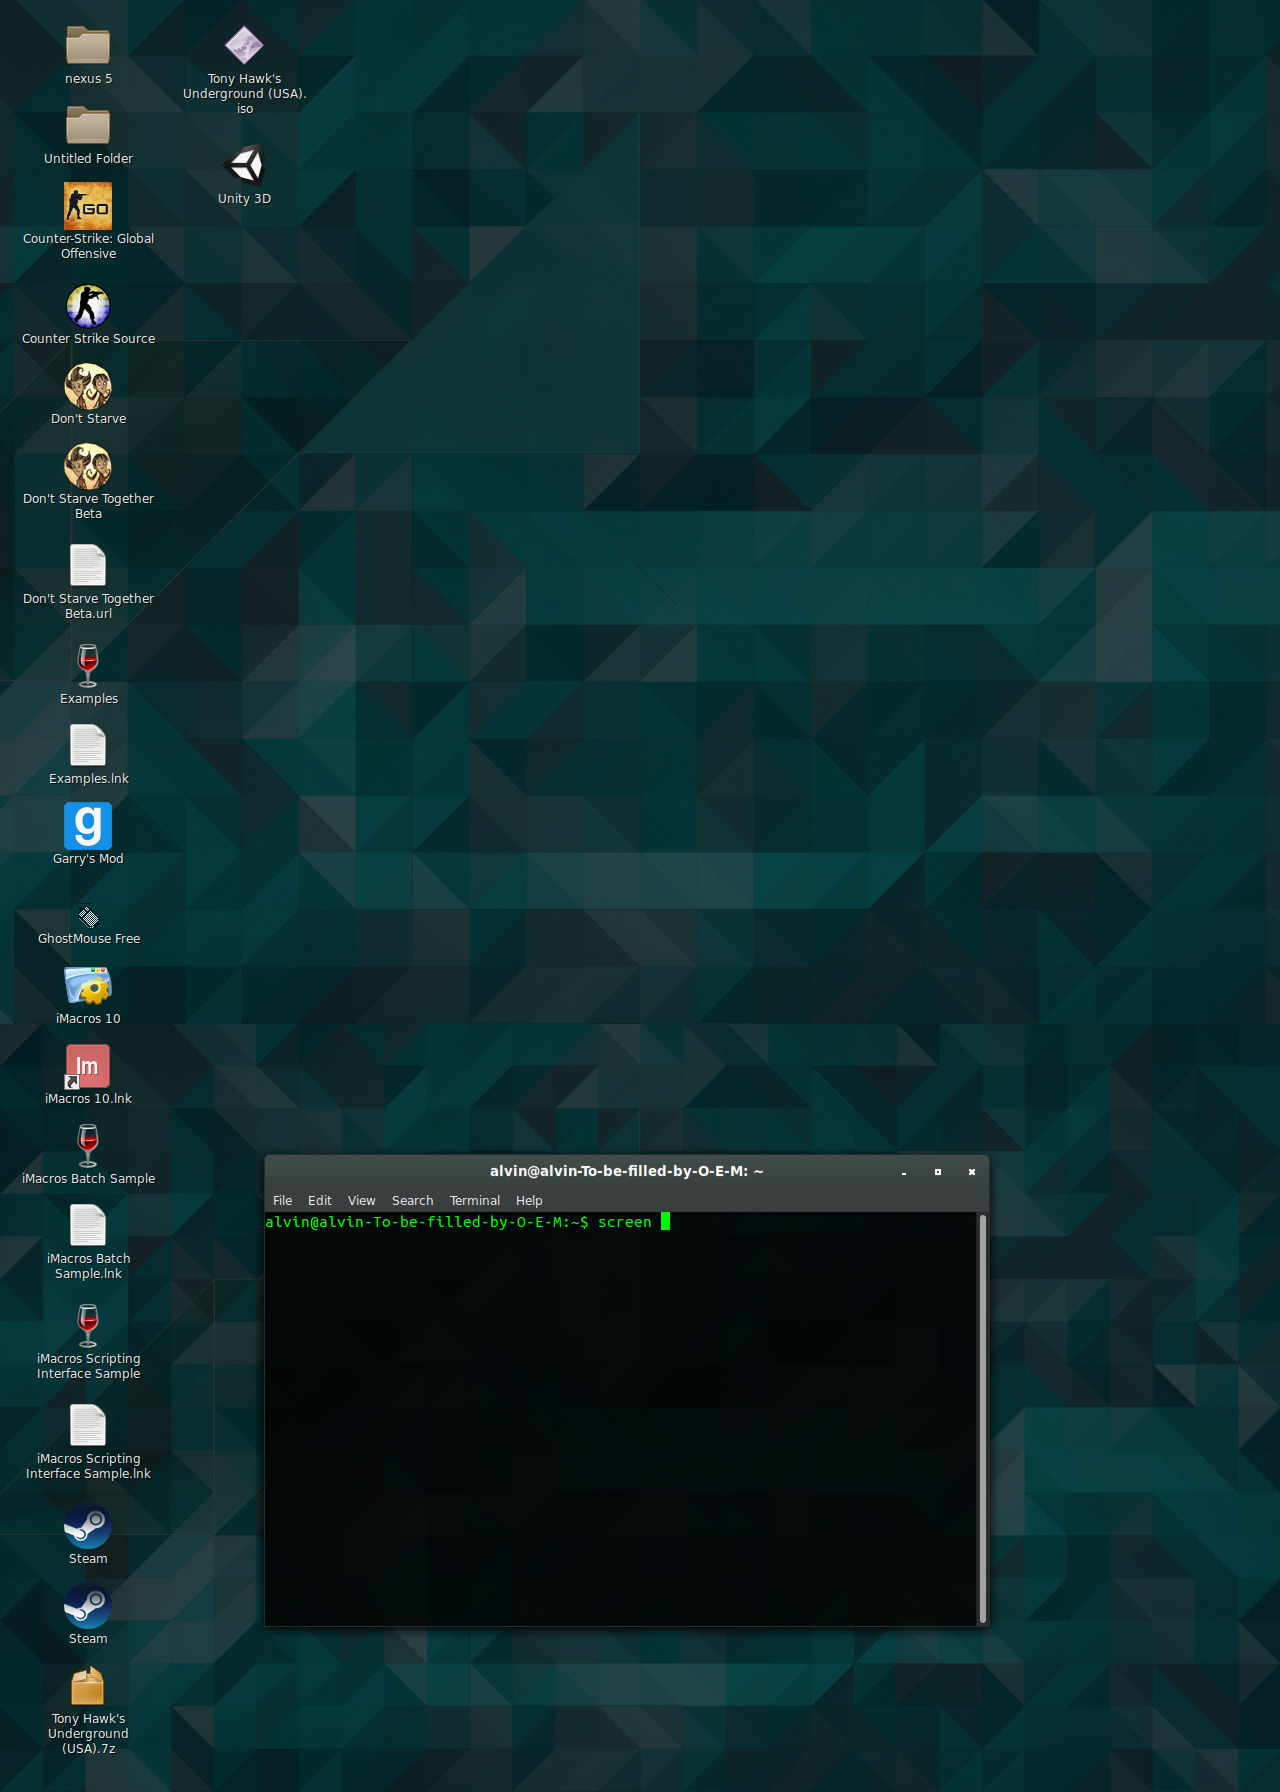 nexus 5
Untitled Folder
GO
Counter-Strike: Global
Offensive
Counter Strike Source
Don't Starve
Don't Starve Together
Beta
Don't Starve Together
Beta.url
Examples
Examples.lnk
g
Garry's Mod
GhostMouse Free
iMacros 10
Im
iMacros 10.lnk
iMacros Batch Sample
iMacros Batch
Sample.lnk
iMacros Scripting
Interface Sample
iMacros Scripting
Interface Sample.lnk
Steam
Steam
Tony Hawk's
Underground
(USA).7z
Tony Hawk's
Underground (USA).
iso
Unity 3D
alvin@alvin-To-be-filled-by-O-E-M: ~
File Edit View Search Terminal Help
alvin@alvin-To-be-filled-by-O-E-M:~$ screen